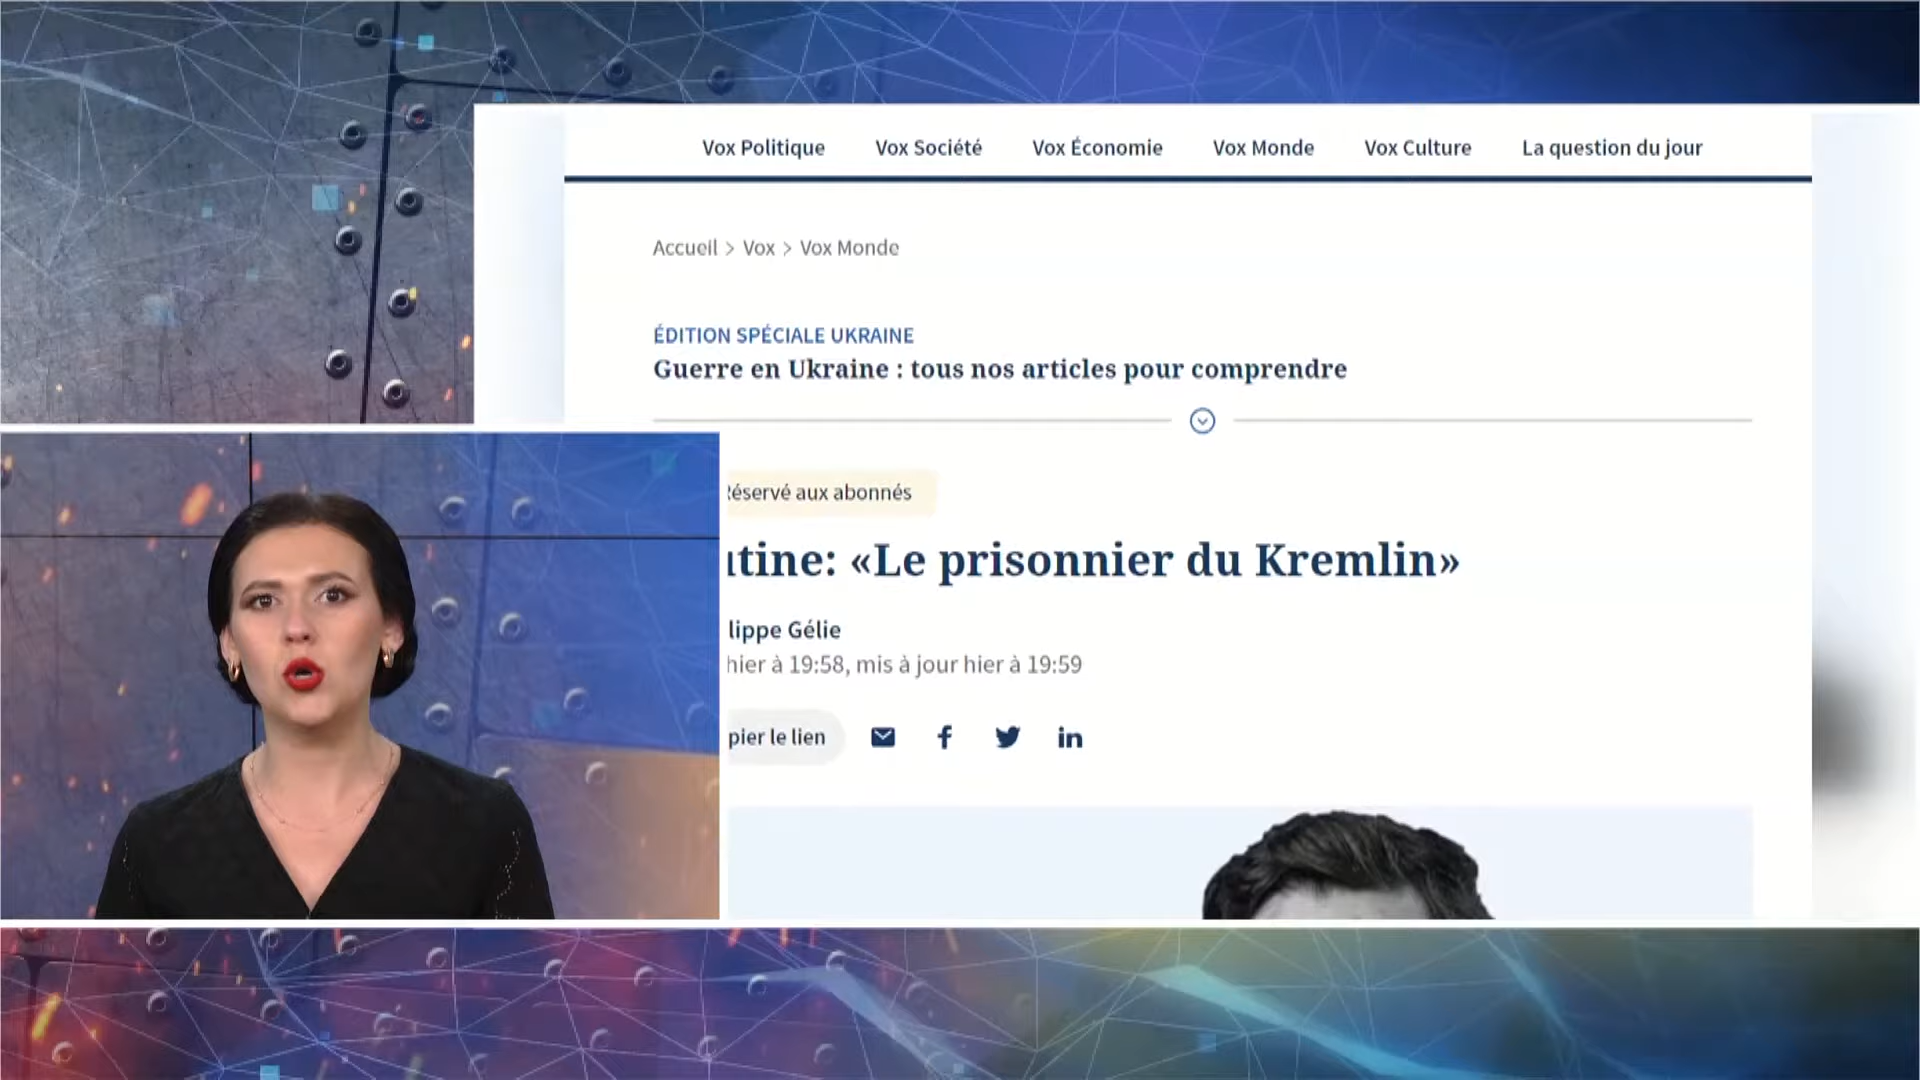 Vox Politique Vox Société Vox Économie Vox Monde Vox Culture La question du jour
Accueil > Vox > Vox Monde
ÉDITION SPÉCIALE UKRAINE
Guerre en Ukraine : tous nos articles pour comprendre
éservé aux abonnés
tine: «Le prisonnier du Kremlin»
lippe Gélie
hier à 19:58, mis à jour hier à 19:59
pier le lien